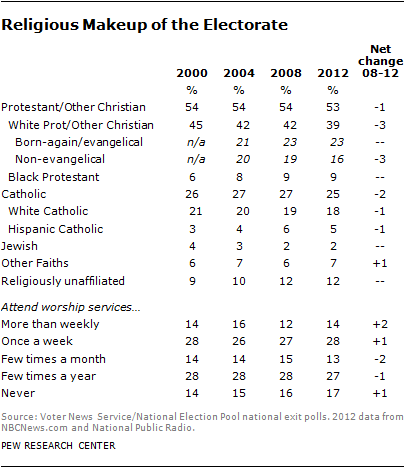 Religious Makeup of the Electorate
Net
change
2000 2004 2008 2012 08-12
% % % %
Protestant/Other Christian 54 54 54 53 -1
White Prot/Other Christian 45 42 42 39 -3
Born-again/evangelical n/a 21 23 23 --
Non-evangelical n/a 20 19 16 -3
Black Protestant 6 8 9 9 --
Catholic 26 27 27 25 -2
White Catholic 21 20 19 18 -1
Hispanic Catholic 3 4 6 5 -1
Jewish 4 3 2 2 --
Other Faiths 6 7 6 7 +1
Religiously unaffiliated 9 10 12 12 --
Attend worship services...
More than weekly 14 16 12 14 +2
Once a week 28 26 27 28 +1
Few times a month 14 14 15 13 -2
Few times a year 28 28 28 27 -1
Never 14 15 16 17 +1
Source: Voter News Service/National Election Pool national exit polls. 2012 data from
NBCNews.com and National Public Radio.
PEW RESEARCH CENTER